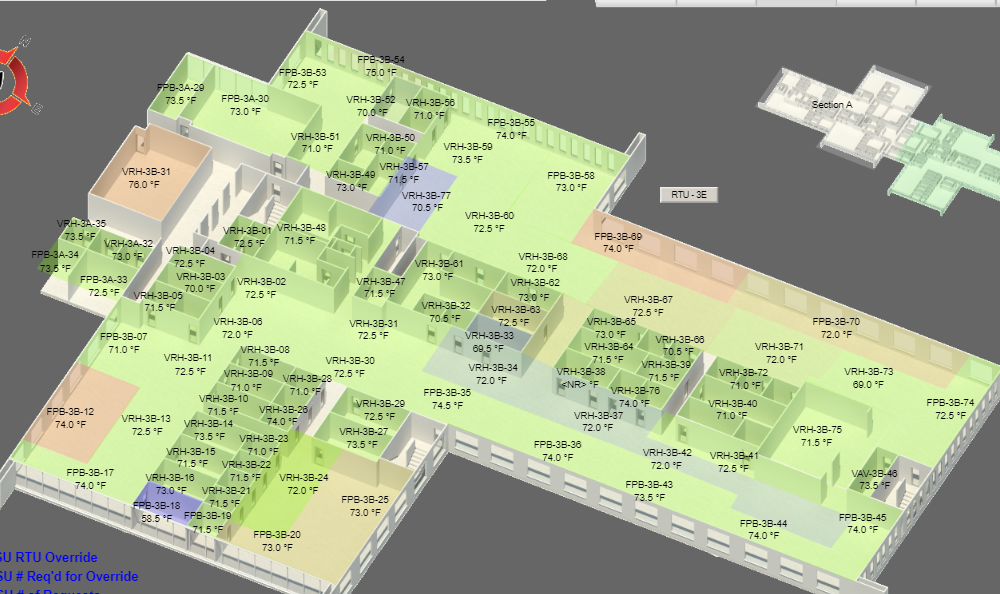 FPB-3B-54
75.0 °F
FPB-3B-53
72.5 °F
FPB-3A-29
73.5 °F
FPB-3A-30
73.0 °F
VRH-3B-52
70.0 °F
VRH-3B-56
71.0 °F
Section A
FPB-3B-55
74.0 °F
VRH-3B-51
71.0 °F
VRH-3B-50
71.0 °F
VRH-3B-59
73.5 °F
VRH-3B-31
76.0 °F
VRH-3B-49
73.0 °F
VRH-3B-57
71.5 °F
FPB-3B-58
73.0 °F
VRH-3B-77
70.5 °F
RTU - 3E
VRH-3B-60
72.5 °F
VRH-3A-35
73.5 °F
VRH-3A-32
73.0 °F
VRH-3B-01
72.5 °F
VRH-3B-48
71.5 °F
FPB-3B-69
74.0 °F
FPB-3A-34
73.5 °F
VRH-3B-04
72.5 °F
VRH-3B-61
73.0 °F
VRH-3B-68
72.0 °F
FPB-3A-33
72.5 °F
VRH-3B-03
70.0 °F
VRH-3B-02
72.5 °F
VRH-3B-47
71.5 °F
VRH-3B-62
73.0 °F
VRH-3B-05
71.5 °F
VRH-3B-32
70.5 °F
VRH-3B-63
72.5 °F
VRH-3B-67
72.5 °F
VRH-3B-06
72.0 °F
VRH-3B-31
72.5 °F
VRH-3B-65
73.0 °F
FPB-3B-70
72.0 °F
FPB-3B-07
71.0 °F
VRH-3B-33
69.5 °F
VRH-3B-64
71.5 °F
VRH-3B-66
70.5 °F
VRH-3B-71
72.0 °F
VRH-3B-11
72.5 °F
VRH-3B-08
71.5 °F
VRH-3B-30
72.5 °F
VRH-3B-34
72.0 °F
VRH-3B-38
<NR> °F
VRH-3B-39
71.5 °F
VRH-3B-72
71.0 °F
VRH-3B-73
69.0 °F
VRH-3B-09
71.0 °F
VRH-3B-28
71.0 °F
FPB-3B-35
74.5 °F
VRH-3B-76
74.0 °F
VRH-3B-10
71.5 °F
VRH-3B-29
72.5 °F
VRH-3B-40
71.0 °F
FPB-3B-74
72.5 °F
FPB-3B-12
74.0 °F
VRH-3B-13
72.5 °F
VRH-3B-26
74.0 °F
VRH-3B-37
72.0 °F
VRH-3B-14
73.5 °F
VRH-3B-27
73.5 °F
VRH-3B-75
71.5 °F
VRH-3B-23
71.0 °F
FPB-3B-36
74.0 °F
VRH-3B-15
71.5 °F
VRH-3B-42
72.0 °F
VRH-3B-41
72.5 °F
FPB-3B-17
74.0 °F
VRH-3B-16
73.0 °F
VRH-3B-22
71.5 °F
VRH-3B-24
72.0 °F
VAV-3B-46
73.5 °F
FPB-3B-43
73.5 °F
VRH-3B-21
71.5 °F
FPB-3B-25
73.0 °F
FPB-3B-18
58.5 °F
FPB-3B-19
71.5 °F
FPB-3B-44
74.0 °F
FPB-3B-45
74.0 °F
FPB-3B-20
73.0 °F
SU RTU Override
SU # Req'd for Override
SU # of Requests